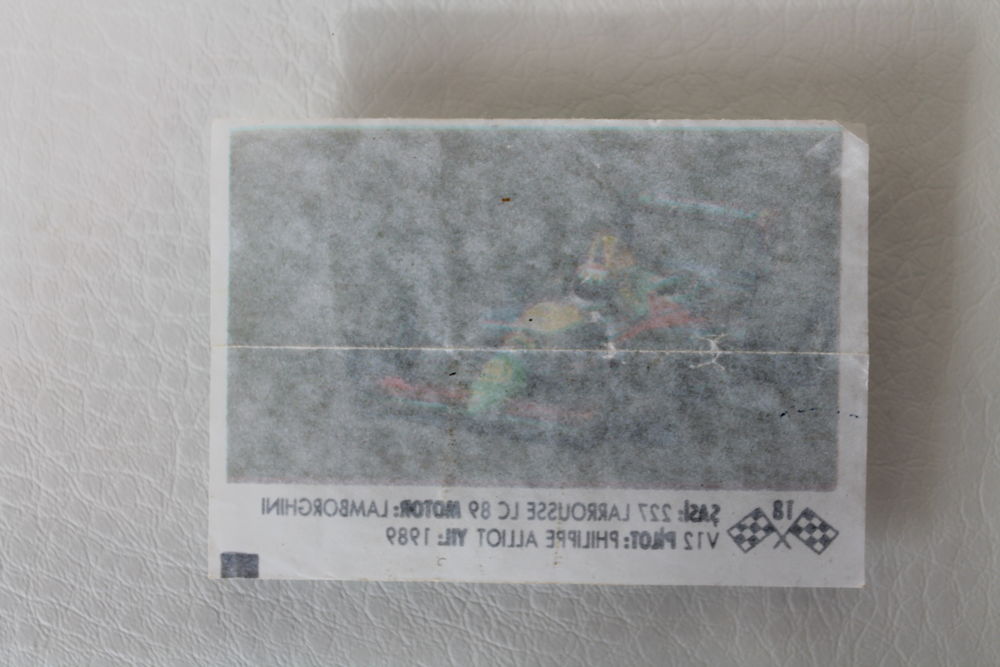 18
ŞASİ: 227 LARROUSSE LC 89 MOTOR: LAMBORGHINI
V12 PİLOT: PHILIPPE ALLIOT YIL: 1989